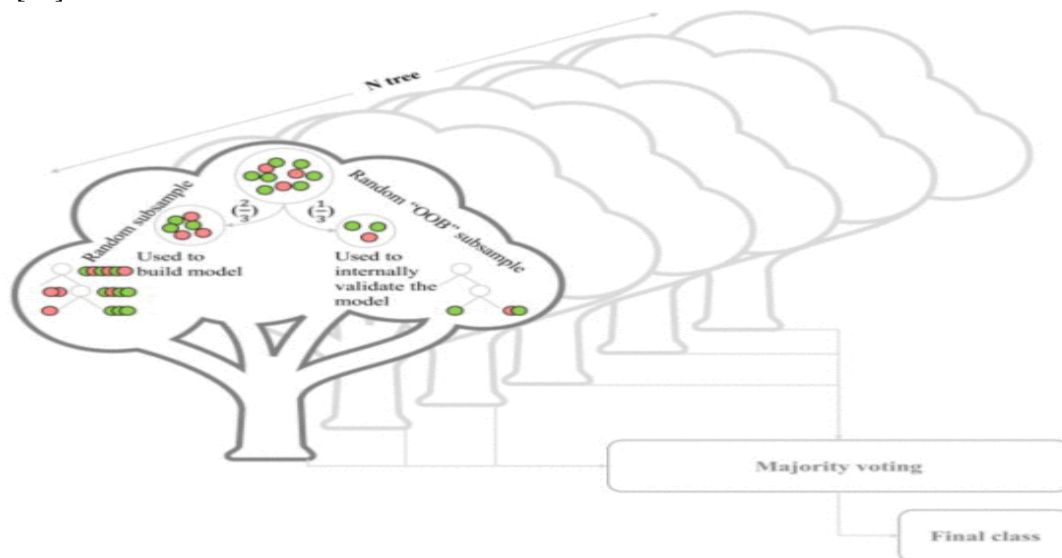 N tree
Random subsample
(2/3)
(1/3)
Random "OOB" subsample
Used to
build model
Used to
internally
validate the
model
Majority voting
Final class